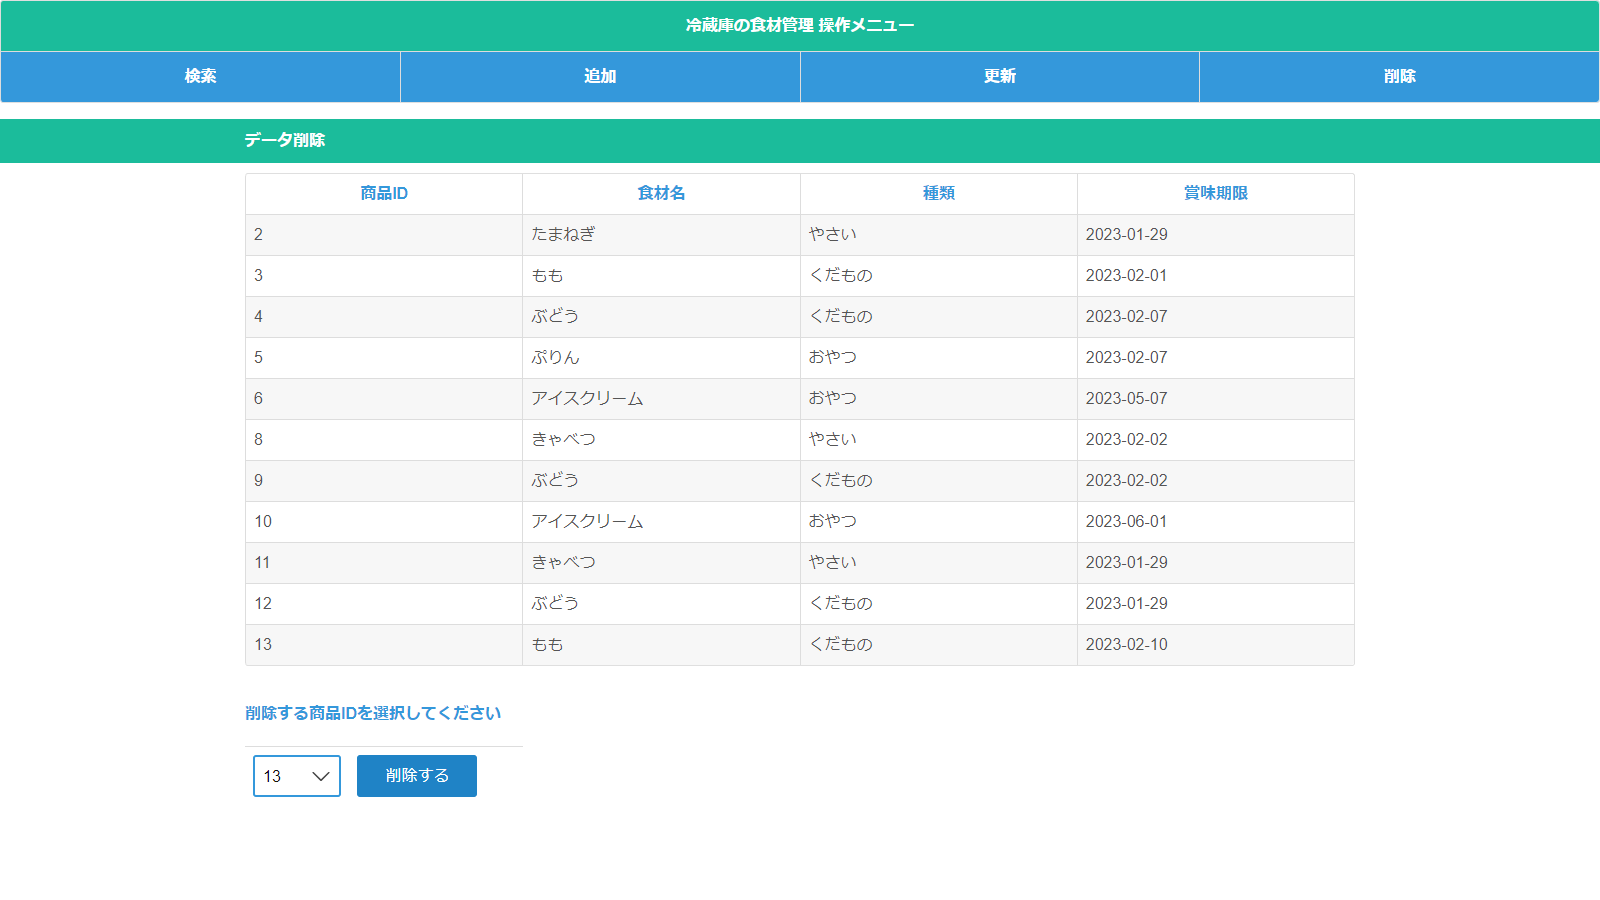 冷蔵庫の食材管理 操作メニュー
検索 追加 更新 削除
データ削除
商品ID 食材名 種類 賞味期限
2 たまねぎ やさい 2023-01-29
3 もも くだもの 2023-02-01
4 ぶどう くだもの 2023-02-07
5 ぷりん おやつ 2023-02-07
6 アイスクリーム おやつ 2023-05-07
8 きゃべつ やさい 2023-02-02
9 ぶどう くだもの 2023-02-02
10 アイスクリーム おやつ 2023-06-01
11 きゃべつ やさい 2023-01-29
12 ぶどう くだもの 2023-01-29
13 もも くだもの 2023-02-10
削除する商品IDを選択してください
13 削除する